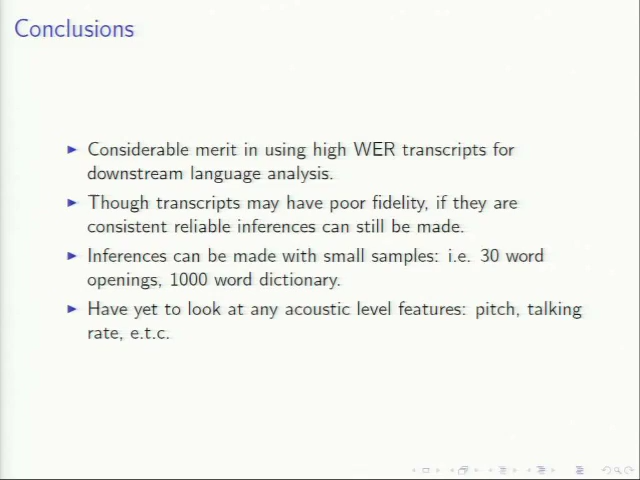 Conclusions
Considerable merit in using high WER transcripts for
downstream language analysis.
Though transcripts may have poor fidelity, if they are
consistent reliable inferences can still be made.
Inferences can be made with small samples: i.e. 30 word
openings, 1000 word dictionary.
Have yet to look at any acoustic level features: pitch, talking
rate, e.t.c.